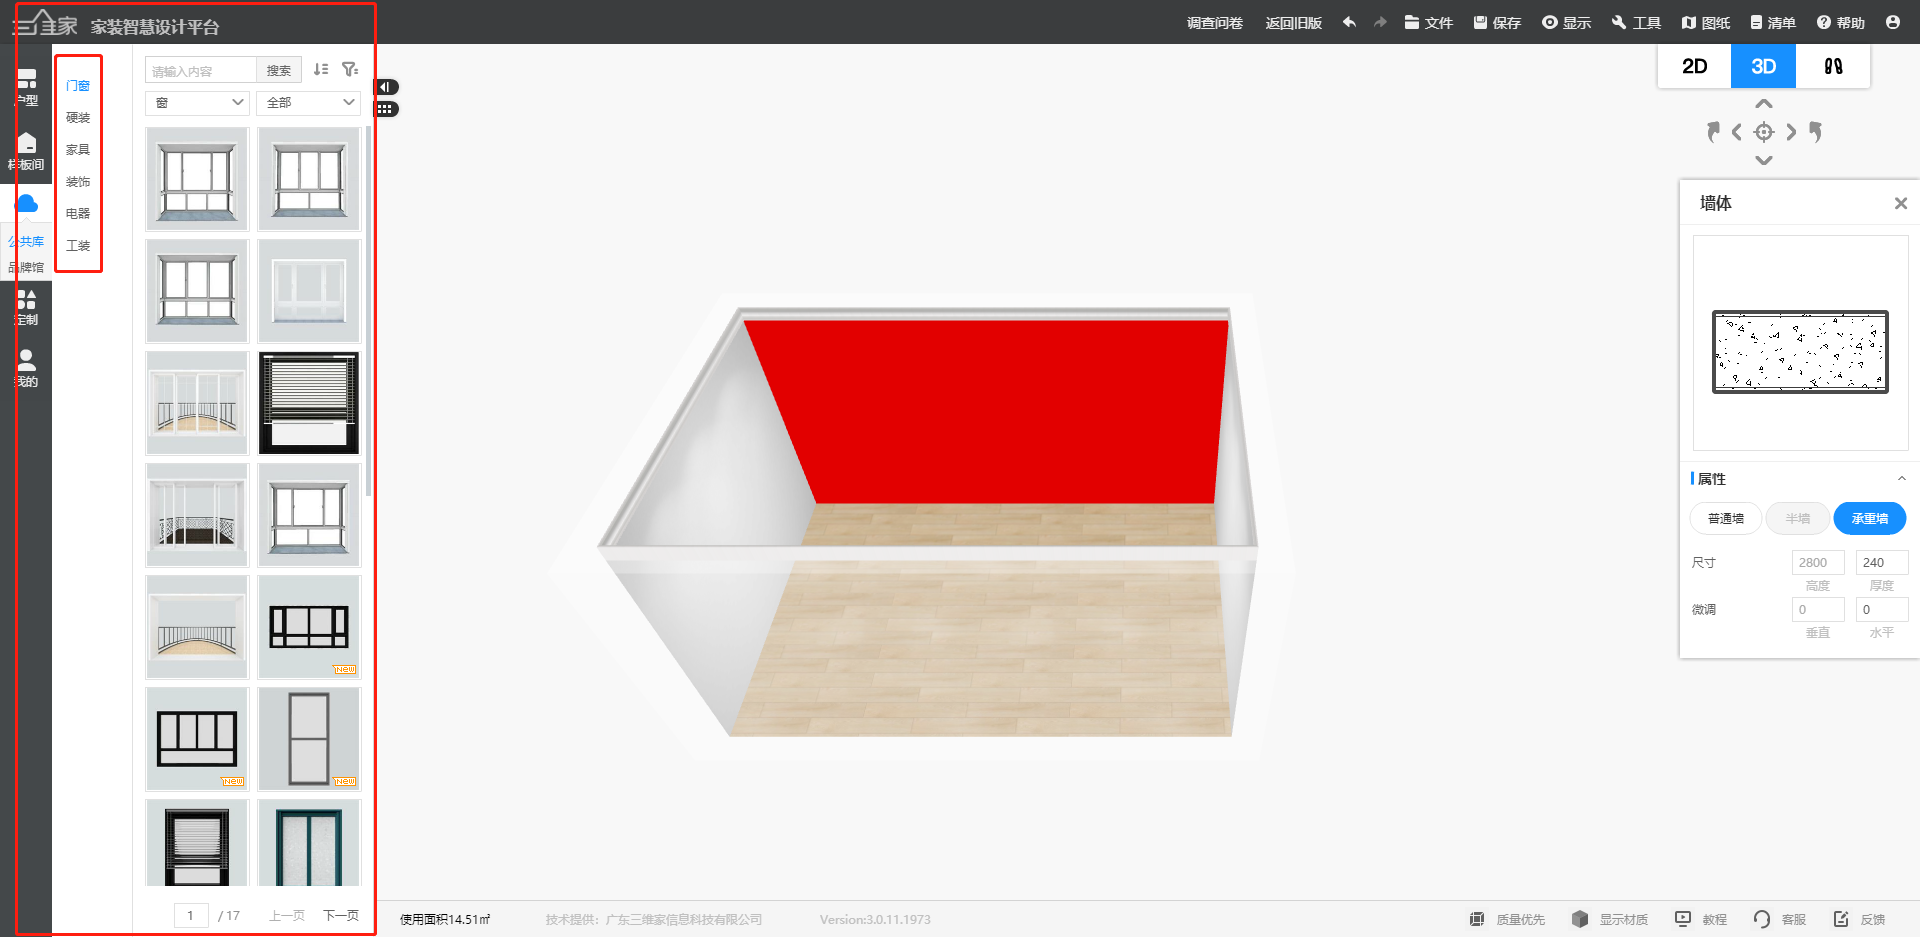 三维家 家装智慧设计平台
调查问卷 返回旧版 文件 保存 显示 工具 图纸 清单 帮助
户型
样板间
公共库
品牌馆
定制
我的
门窗
硬装
家具
装饰
电器
工装
请输入内容 搜索
窗 全部
NEW
NEW
NEW
1 / 17 上一页 下一页
2D 3D
墙体
属性
普通墙 半墙 承重墙
尺寸 2800 240
高度 厚度
微调 0 0
垂直 水平
使用面积14.51㎡ 技术提供：广东三维家信息科技有限公司 Version:3.0.11.1973
质量优先 显示材质 教程 客服 反馈